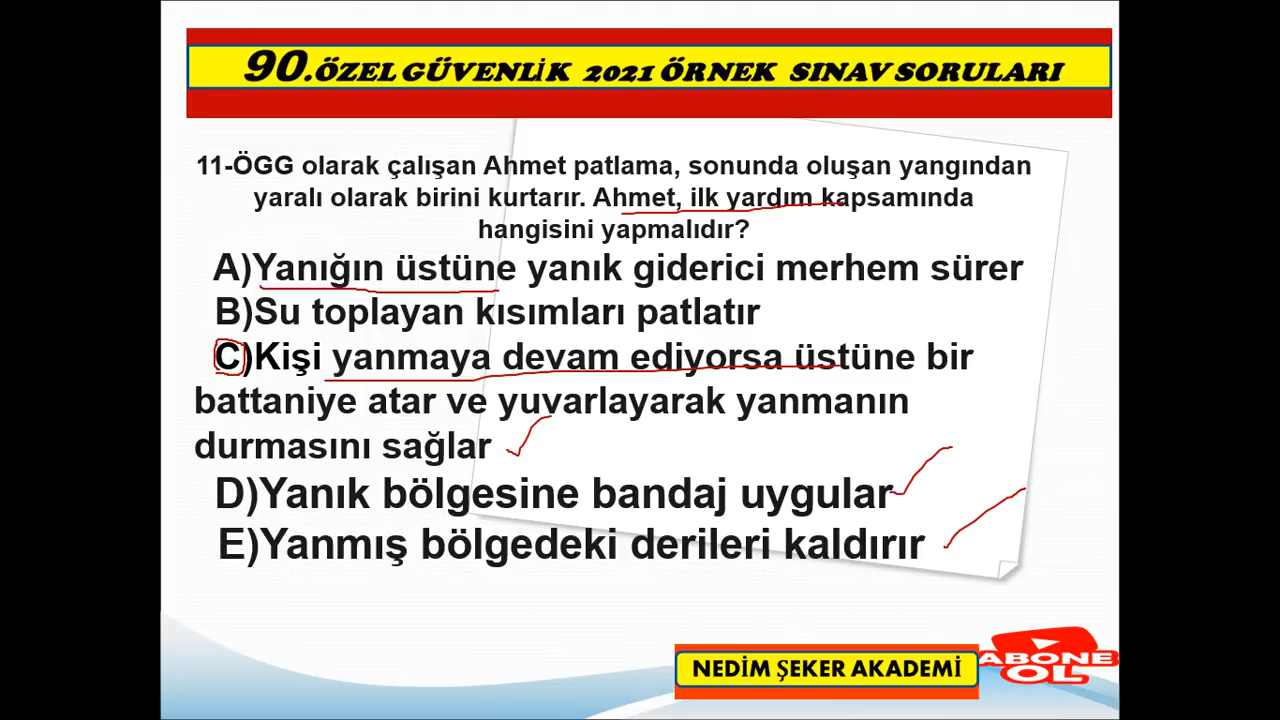 90.ÖZEL GÜVENLİK 2021 ÖRNEK SINAV SORULARI
11-ÖGG olarak çalışan Ahmet patlama, sonunda oluşan yangından
yaralı olarak birini kurtarır. Ahmet, ilk yardım kapsamında
hangisini yapmalıdır?
A)Yanığın üstüne yanık giderici merhem sürer
B)Su toplayan kısımları patlatır
C)Kişi yanmaya devam ediyorsa üstüne bir
battaniye atar ve yuvarlayarak yanmanın
durmasını sağlar
D)Yanık bölgesine bandaj uygular
E)Yanmış bölgedeki derileri kaldırır
NEDİM ŞEKER AKADEMİ
ABONE
OL